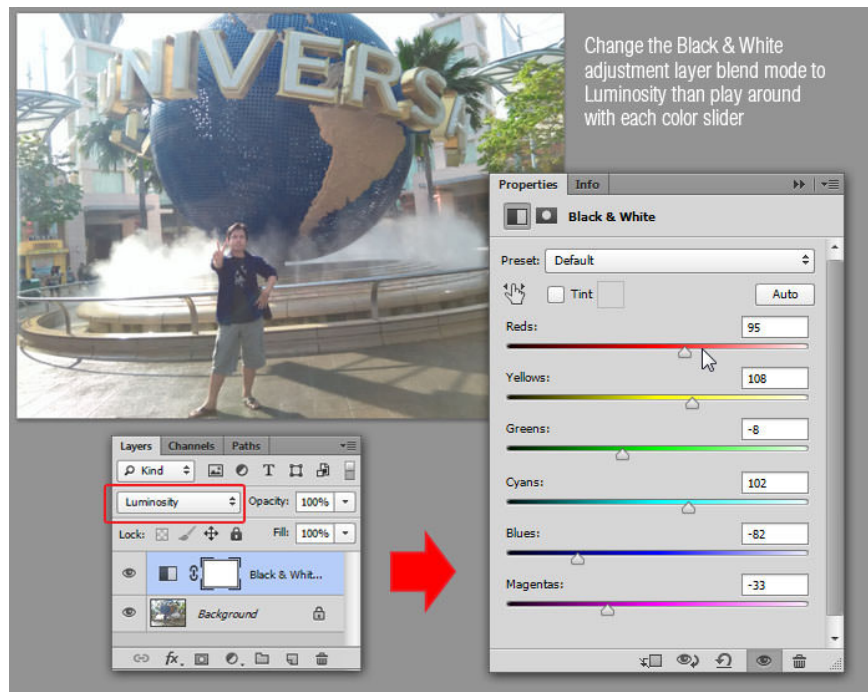 UNIVERSA
Change the Black & White
adjustment layer blend mode to
Luminosity than play around
with each color slider
Properties Info
Black & White
Preset: Default
Tint Auto
Reds: 95
Yellows: 108
Greens: -8
Cyans: 102
Blues: -82
Magentas: -33
Layers Channels Paths
Kind T
Luminosity Opacity: 100%
Lock: Fill: 100%
Black & Whit...
Background
fx.